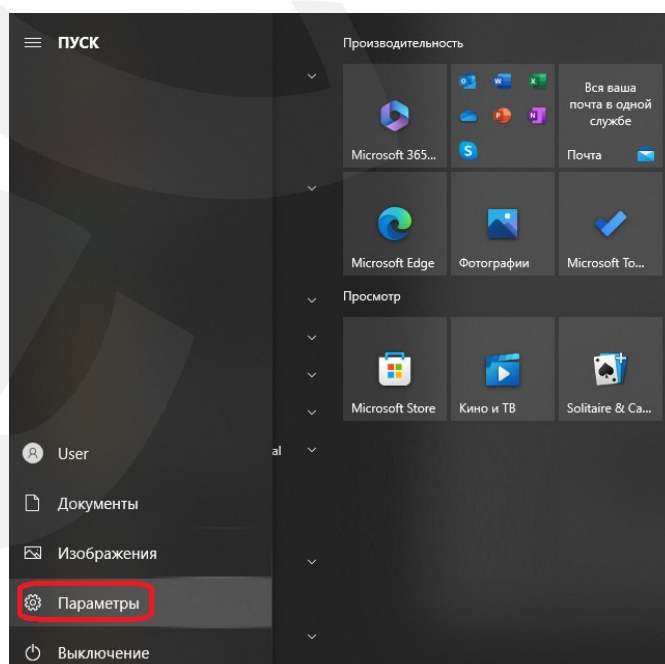 ПУСК
User
Документы
Изображения
Параметры
Выключение
al
Производительность
Microsoft 365...
Вся ваша
почта в одной
службе
Почта
Microsoft Edge
Фотографии
Microsoft To...
Просмотр
Microsoft Store
Кино и ТВ
Solitaire & Ca...